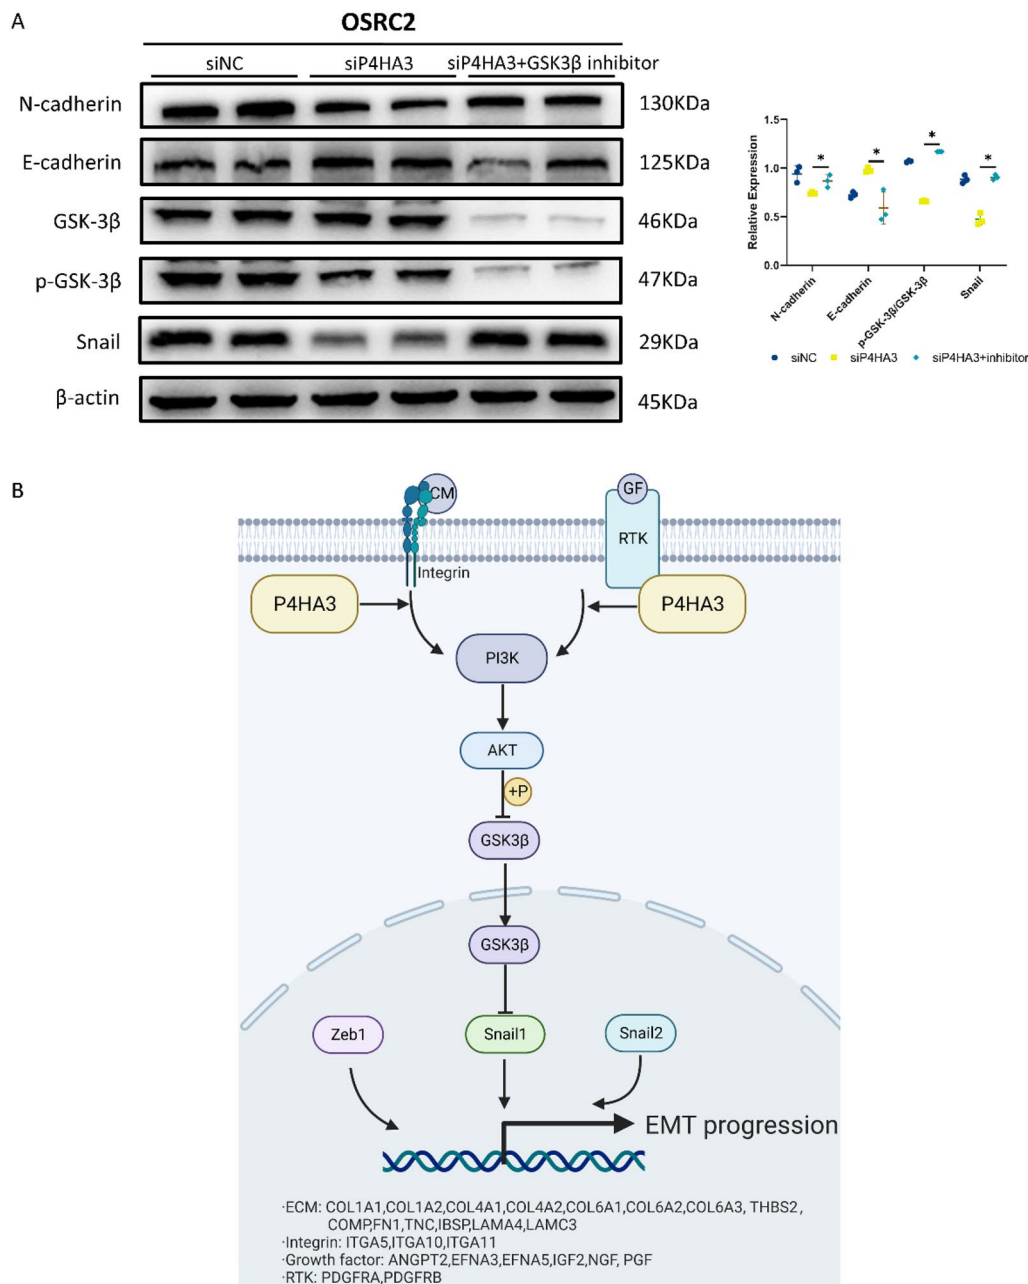 A
OSRC2
siNC siP4HA3 siP4HA3+GSK3β inhibitor
N-cadherin 130KDa
E-cadherin 125KDa
GSK-3β 46KDa
p-GSK-3β 47KDa
Snail 29KDa
β-actin 45KDa
Relative Expression
1.5
1.0
0.5
0.0
* * * *
N-cadherin
E-cadherin
p-GSK-3β/GSK-3β
Snail
siNC siP4HA3 siP4HA3+inhibitor
B
CM
GF
RTK
Integrin
P4HA3
P4HA3
PI3K
AKT
+P
GSK3β
GSK3β
Zeb1
Snail1
Snail2
EMT progression
·ECM: COL1A1,COL1A2,COL4A1,COL4A2,COL6A1,COL6A2,COL6A3, THBS2,
COMP,FN1,TNC,IBSP,LAMA4,LAMC3
·Integrin: ITGA5,ITGA10,ITGA11
·Growth factor: ANGPT2,EFNA3,EFNA5,IGF2,NGF, PGF
·RTK: PDGFRA,PDGFRB